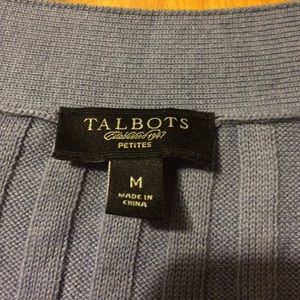 TALBOTS
Established 1947
PETITES
M
MADE IN
CHINA